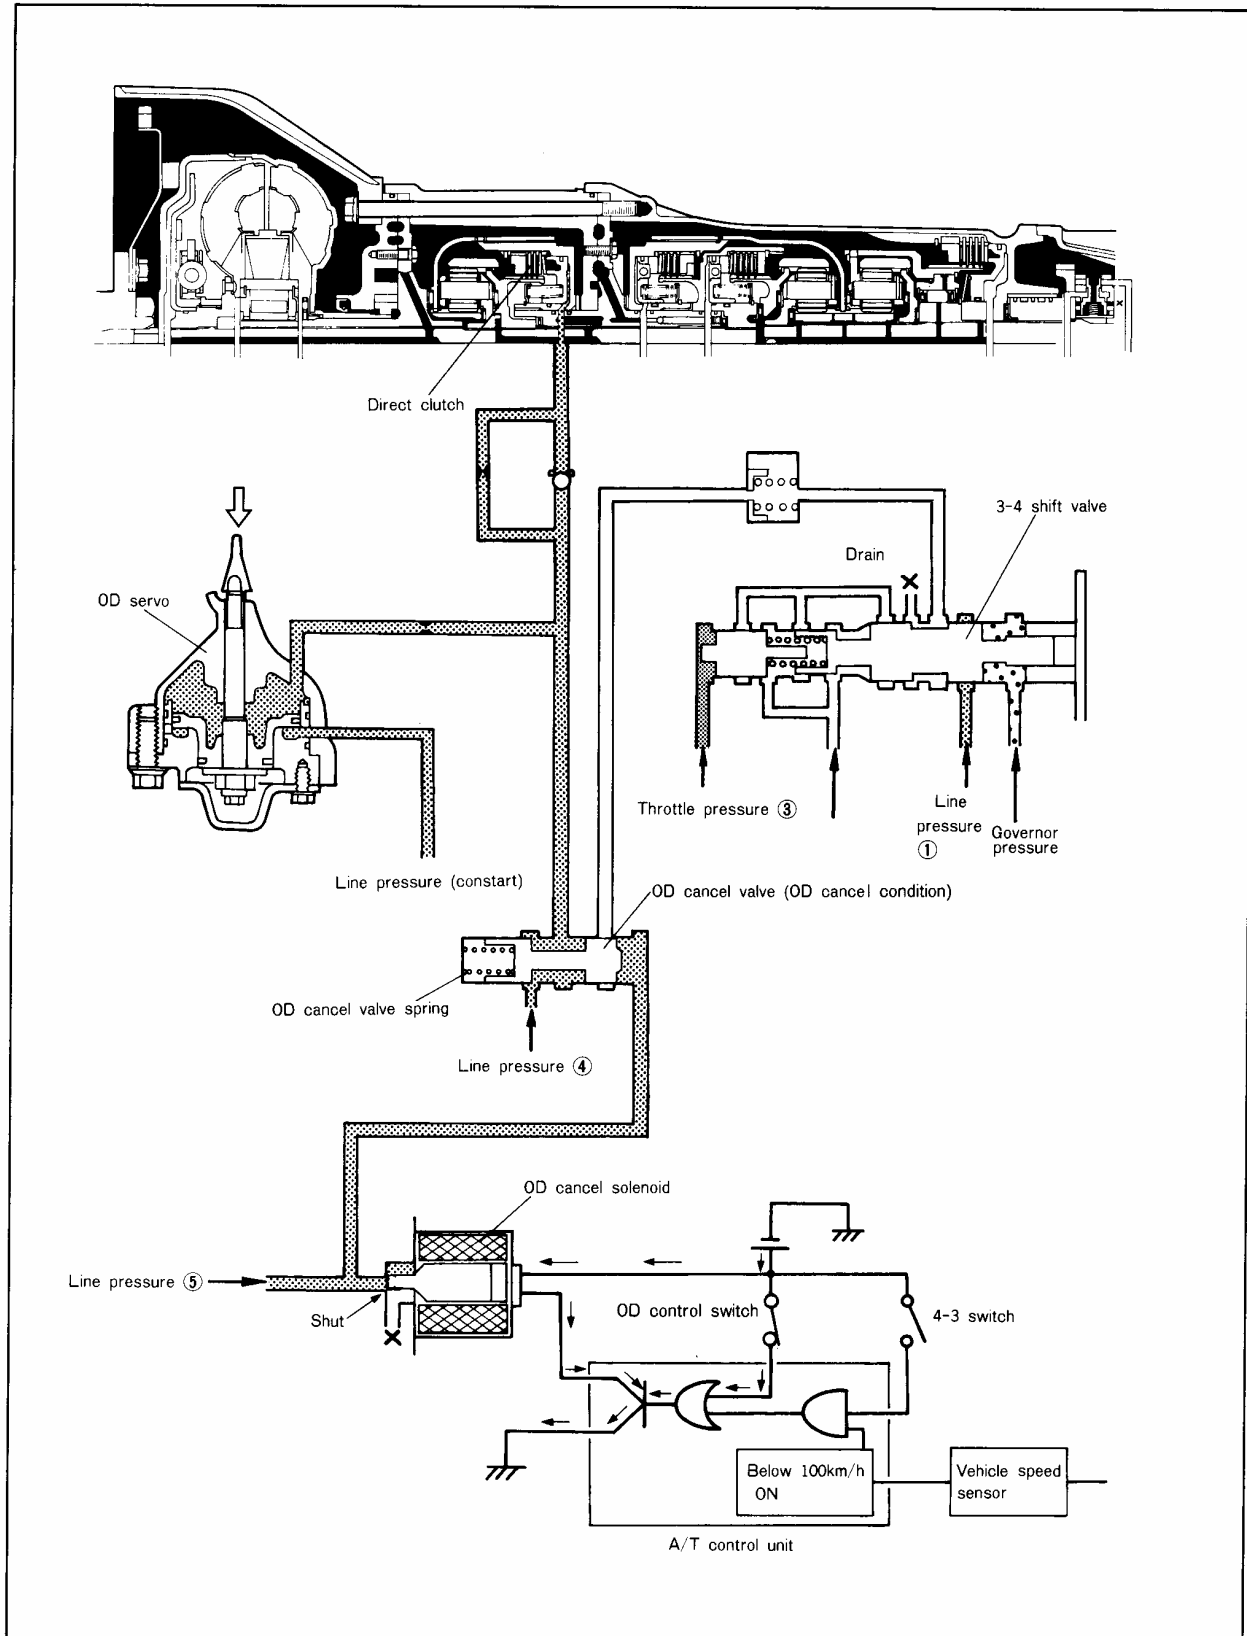 Direct clutch
3-4 shift valve
Drain
OD servo
Throttle pressure ③
Line
pressure
①
Governor
pressure
Line pressure (constart)
OD cancel valve (OD cancel condition)
OD cancel valve spring
Line pressure ④
OD cancel solenoid
Line pressure ⑤
Shut
OD control switch
4-3 switch
Below 100km/h
ON
Vehicle speed
sensor
A/T control unit